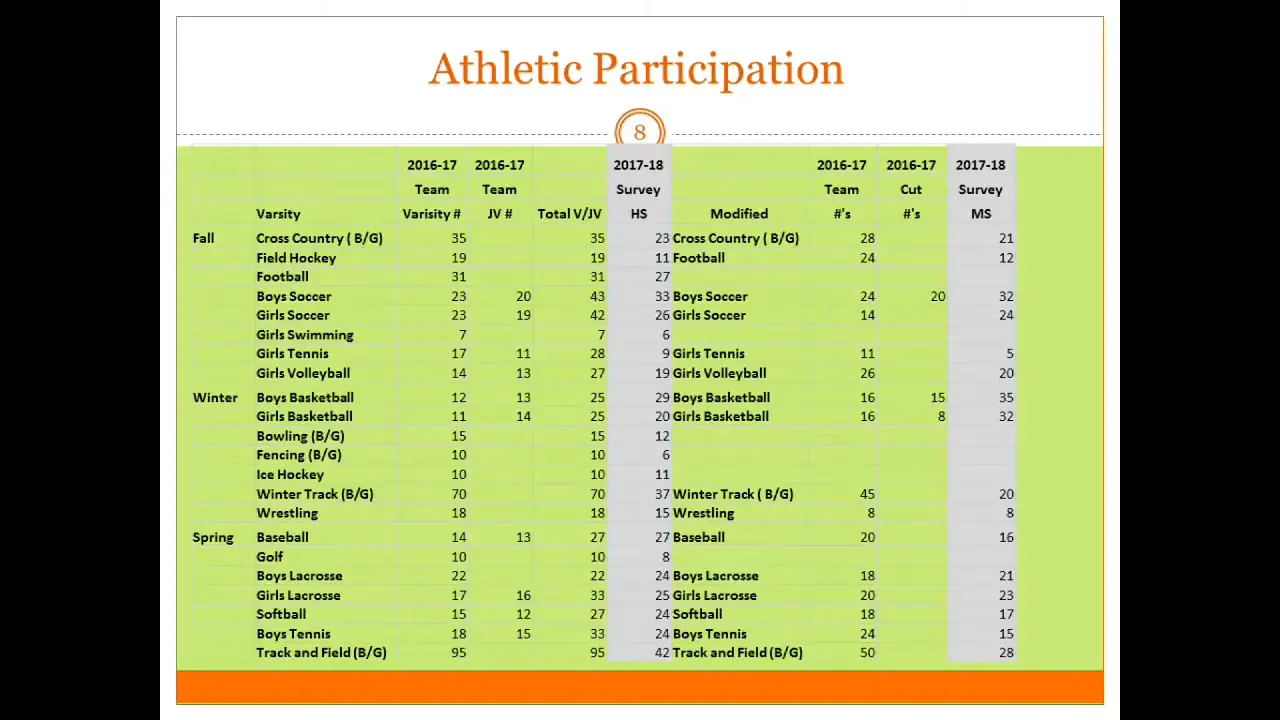 Athletic Participation
8
2016-17 2016-17 2017-18 2016-17 2016-17 2017-18
Team Team Survey Team Cut Survey
Varsity Varisity # JV # Total V/JV HS Modified #'s #'s MS
Fall Cross Country ( B/G) 35 35 23 Cross Country ( B/G) 28 21
Field Hockey 19 19 11 Football 24 12
Football 31 31 27
Boys Soccer 23 20 43 33 Boys Soccer 24 20 32
Girls Soccer 23 19 42 26 Girls Soccer 14 24
Girls Swimming 7 7 6
Girls Tennis 17 11 28 9 Girls Tennis 11 5
Girls Volleyball 14 13 27 19 Girls Volleyball 26 20
Winter Boys Basketball 12 13 25 29 Boys Basketball 16 15 35
Girls Basketball 11 14 25 20 Girls Basketball 16 8 32
Bowling (B/G) 15 15 12
Fencing (B/G) 10 10 6
Ice Hockey 10 10 11
Winter Track (B/G) 70 70 37 Winter Track ( B/G) 45 20
Wrestling 18 18 15 Wrestling 8 8
Spring Baseball 14 13 27 27 Baseball 20 16
Golf 10 10 8
Boys Lacrosse 22 22 24 Boys Lacrosse 18 21
Girls Lacrosse 17 16 33 25 Girls Lacrosse 20 23
Softball 15 12 27 24 Softball 18 17
Boys Tennis 18 15 33 24 Boys Tennis 24 15
Track and Field (B/G) 95 95 42 Track and Field (B/G) 50 28